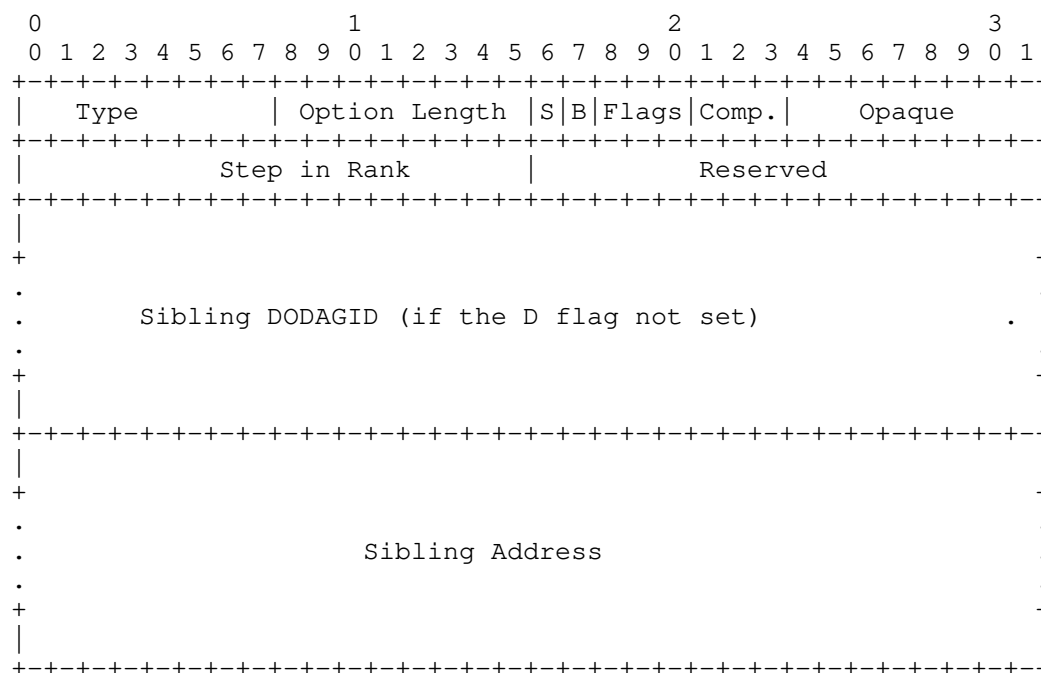 0                   1                   2                   3
0 1 2 3 4 5 6 7 8 9 0 1 2 3 4 5 6 7 8 9 0 1 2 3 4 5 6 7 8 9 0 1
+-+-+-+-+-+-+-+-+-+-+-+-+-+-+-+-+-+-+-+-+-+-+-+-+-+-+-+-+-+-+-+--
|   Type        | Option Length |S|B|Flags|Comp.|    Opaque
+-+-+-+-+-+-+-+-+-+-+-+-+-+-+-+-+-+-+-+-+-+-+-+-+-+-+-+-+-+-+-+--
|            Step in Rank       |          Reserved
+-+-+-+-+-+-+-+-+-+-+-+-+-+-+-+-+-+-+-+-+-+-+-+-+-+-+-+-+-+-+-+--
|
+                                                               -
.                                                               .
.       Sibling DODAGID (if the D flag not set)               .
.                                                               .
+                                                               -
|
+-+-+-+-+-+-+-+-+-+-+-+-+-+-+-+-+-+-+-+-+-+-+-+-+-+-+-+-+-+-+-+--
|
+                                                               -
.                                                               .
.                     Sibling Address                           .
.                                                               .
+                                                               -
|
+-+-+-+-+-+-+-+-+-+-+-+-+-+-+-+-+-+-+-+-+-+-+-+-+-+-+-+-+-+-+-+--